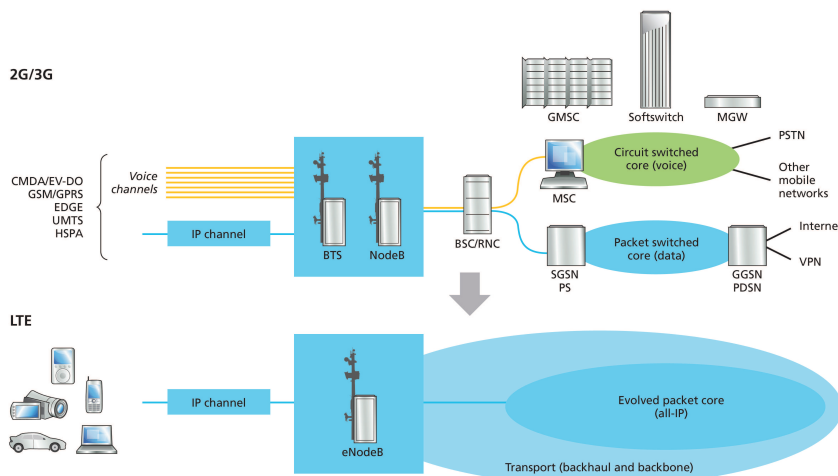 2G/3G
GMSC
Softswitch
MGW
CMDA/EV-DO
GSM/GPRS
EDGE
UMTS
HSPA
Voice
channels
IP channel
BTS
NodeB
BSC/RNC
MSC
Circuit switched
core (voice)
PSTN
Other
mobile
networks
SGSN
PS
Packet switched
core (data)
GGSN
PDSN
Internet
VPN
LTE
IP channel
eNodeB
Evolved packet core
(all-IP)
Transport (backhaul and backbone)